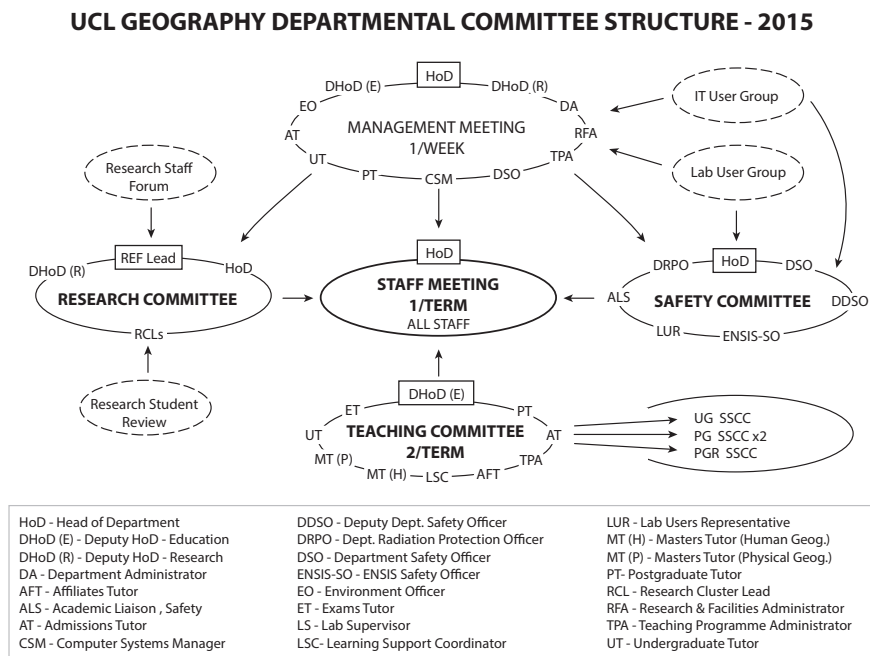 UCL GEOGRAPHY DEPARTMENTAL COMMITTEE STRUCTURE - 2015
HoD
DHoD (E)
DHoD (R)
EO
DA
AT
RFA
MANAGEMENT MEETING
1/WEEK
UT
TPA
PT
CSM
DSO
IT User Group
Lab User Group
Research Staff
Forum
REF Lead
DHoD (R)
HoD
RESEARCH COMMITTEE
RCLs
Research Student
Review
HoD
STAFF MEETING
1/TERM
ALL STAFF
DRPO
HoD
DSO
ALS
SAFETY COMMITTEE
DDSO
LUR
ENSIS-SO
DHoD (E)
ET
PT
UT
TEACHING COMMITTEE
2/TERM
AT
MT (P)
TPA
MT (H)
LSC
AFT
UG SSCC
PG SSCC x2
PGR SSCC
HoD - Head of Department
DHoD (E) - Deputy HoD - Education
DHoD (R) - Deputy HoD - Research
DA - Department Administrator
AFT - Affiliates Tutor
ALS - Academic Liaison , Safety
AT - Admissions Tutor
CSM - Computer Systems Manager
DDSO - Deputy Dept. Safety Officer
DRPO - Dept. Radiation Protection Officer
DSO - Department Safety Officer
ENSIS-SO - ENSIS Safety Officer
EO - Environment Officer
ET - Exams Tutor
LS - Lab Supervisor
LSC- Learning Support Coordinator
LUR - Lab Users Representative
MT (H) - Masters Tutor (Human Geog.)
MT (P) - Masters Tutor (Physical Geog.)
PT- Postgraduate Tutor
RCL - Research Cluster Lead
RFA - Research & Facilities Administrator
TPA - Teaching Programme Administrator
UT - Undergraduate Tutor